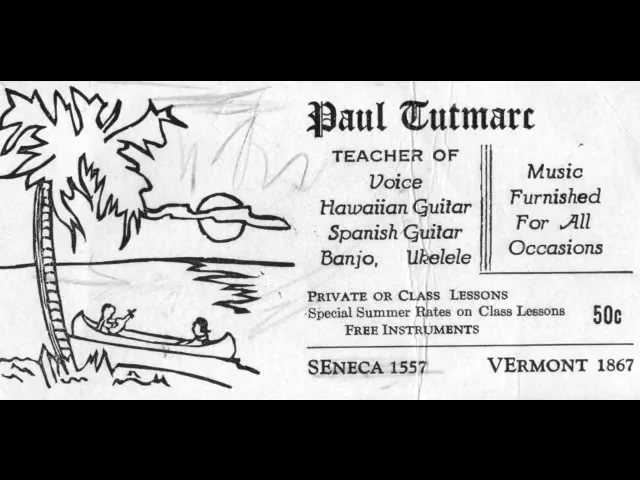 Paul Tutmarc
TEACHER OF
Voice
Hawaiian Guitar
Spanish Guitar
Banjo, Ukelele
Music
Furnished
For All
Occasions
PRIVATE OR CLASS LESSONS
Special Summer Rates on Class Lessons 50c
FREE INSTRUMENTS
SENECA 1557 VERMONT 1867